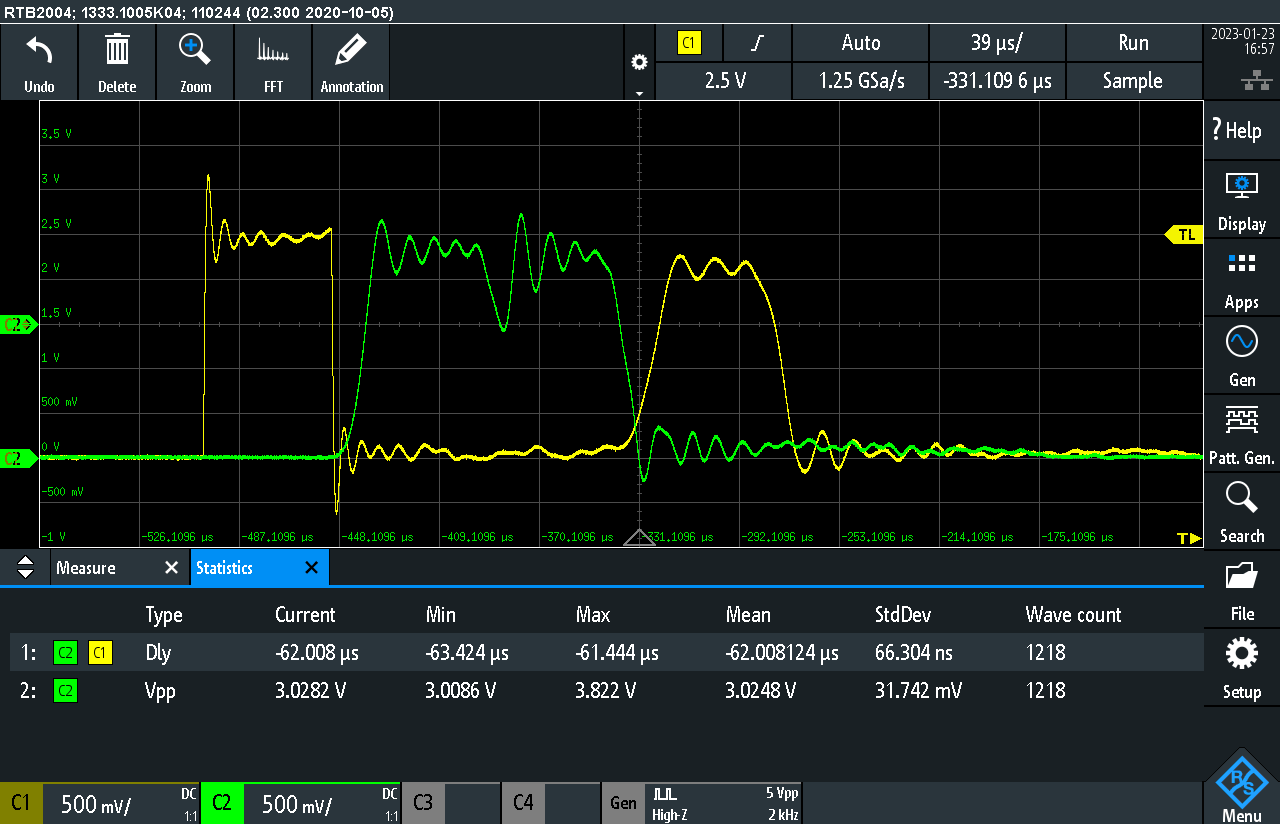 RTB2004; 1333.1005K04; 110244 (02.300 2020-10-05)
Undo Delete Zoom FFT Annotation
C1 Auto 39 µs/ Run
2.5 V 1.25 GSa/s -331.109 6 µs Sample
2023-01-23
16:57
? Help
Display
Apps
Gen
Patt. Gen.
Search
File
Setup
Menu
3.5 V
3 V
2.5 V
TL
2 V
1.5 V
C2
1 V
500 mV
0 V
C2
-500 mV
-1 V -526.1096 µs -487.1096 µs -448.1096 µs -409.1096 µs -370.1096 µs -331.1096 µs -292.1096 µs -253.1096 µs -214.1096 µs -175.1096 µs T
Measure Statistics
Type Current Min Max Mean StdDev Wave count
1: C2 C1 Dly -62.008 µs -63.424 µs -61.444 µs -62.008124 µs 66.304 ns 1218
2: C2 Vpp 3.0282 V 3.0086 V 3.822 V 3.0248 V 31.742 mV 1218
C1 500 mV/ DC 1:1 C2 500 mV/ DC 1:1 C3 C4 Gen High-Z 5 Vpp 2 kHz
R&S